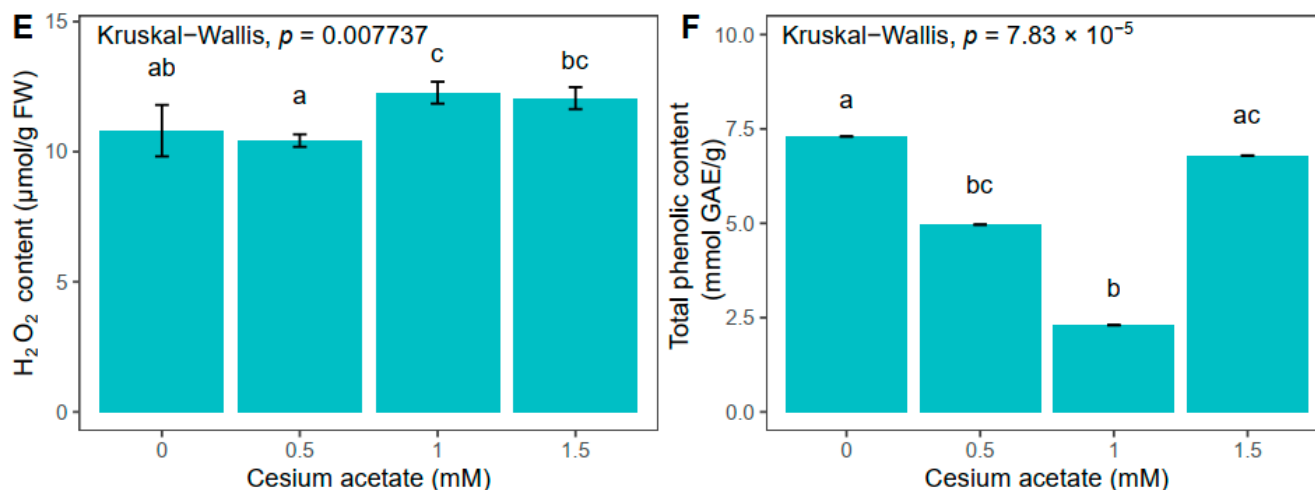 E
Kruskal−Wallis, p = 0.007737
H₂O₂ content (μmol/g FW)
15
10
5
0
ab
a
c
bc
0
0.5
1
1.5
Cesium acetate (mM)
F
Kruskal−Wallis, p = 7.83 × 10⁻⁵
Total phenolic content
(mmol GAE/g)
10.0
7.5
5.0
2.5
0.0
a
bc
b
ac
0
0.5
1
1.5
Cesium acetate (mM)